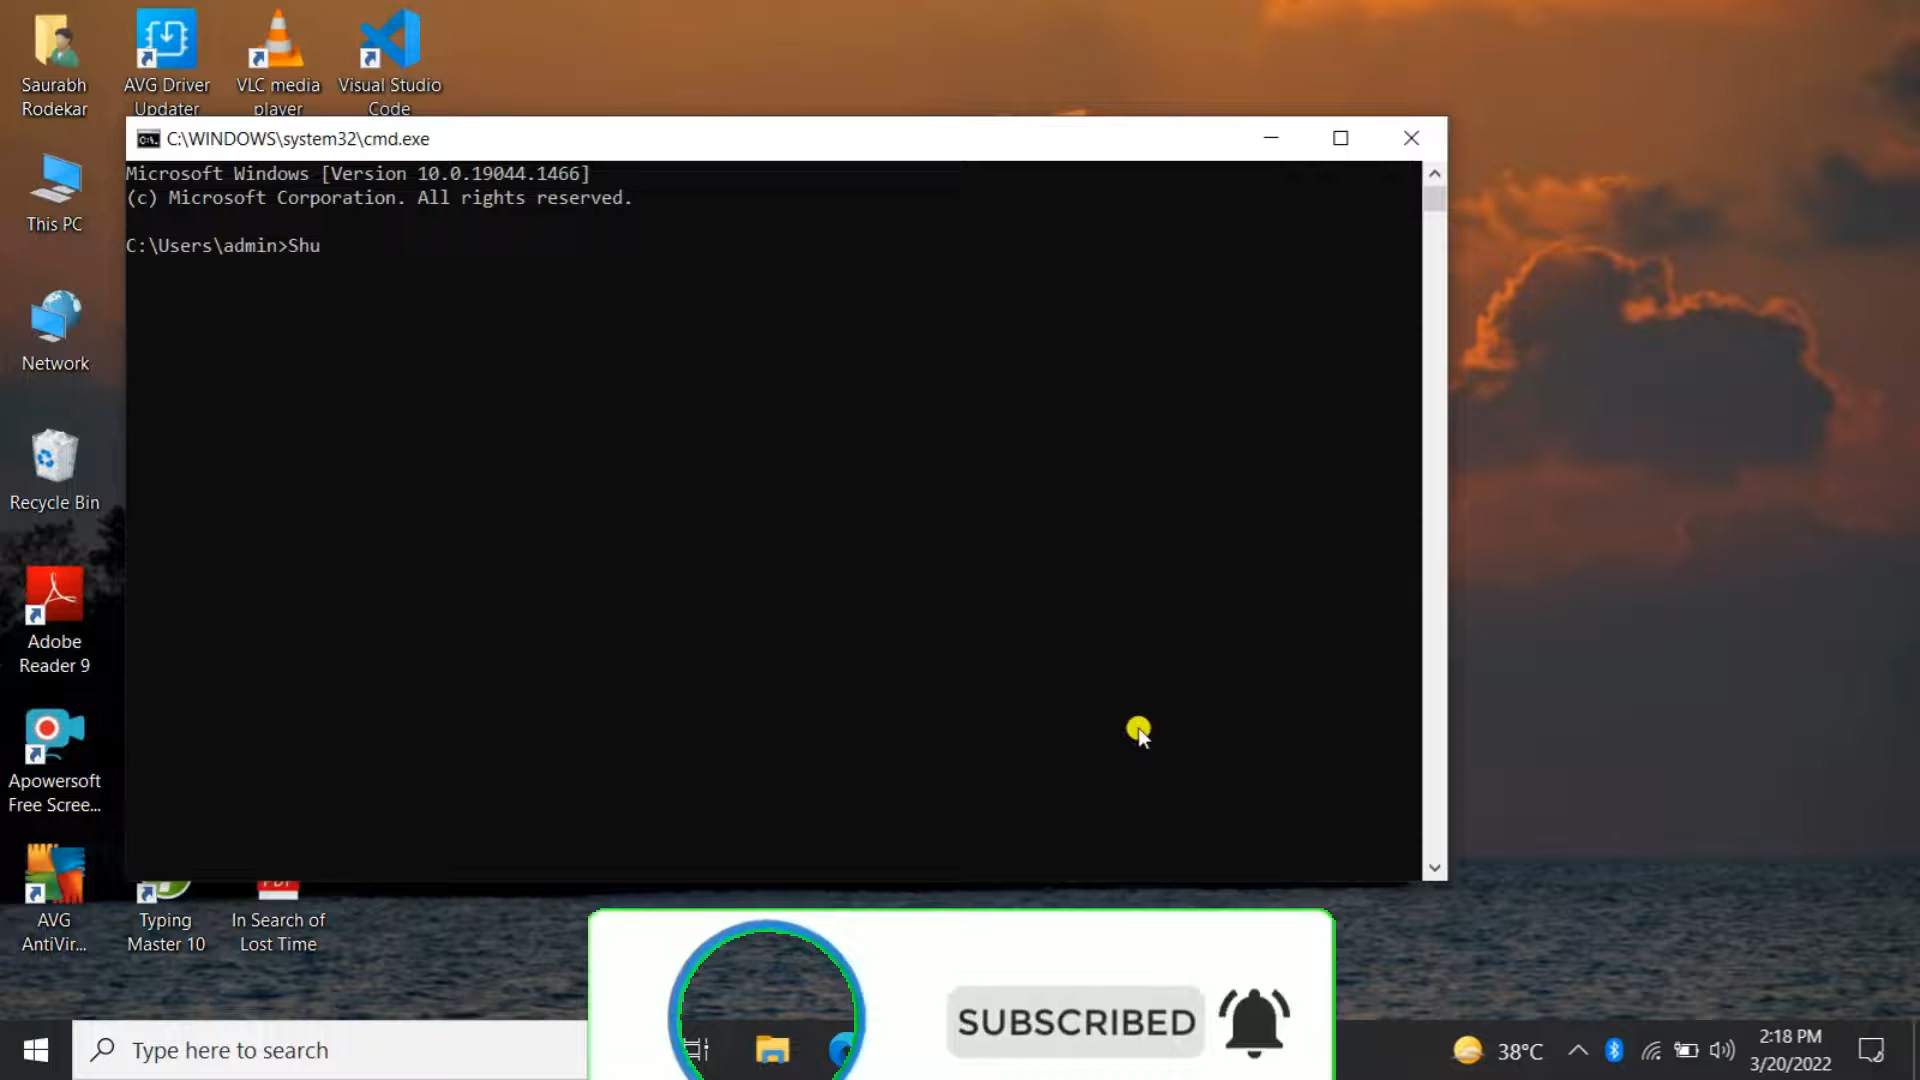 Saurabh
Rodekar
AVG Driver
Updater
VLC media
player
Visual Studio
Code
C:\WINDOWS\system32\cmd.exe
Microsoft Windows [Version 10.0.19044.1466]
(c) Microsoft Corporation. All rights reserved.
C:\Users\admin>Shu
This PC
Network
Recycle Bin
Adobe
Reader 9
Apowersoft
Free Scree...
AVG
AntiVir...
Typing
Master 10
PDF
In Search of
Lost Time
SUBSCRIBED
Type here to search
38°C
2:18 PM
3/20/2022